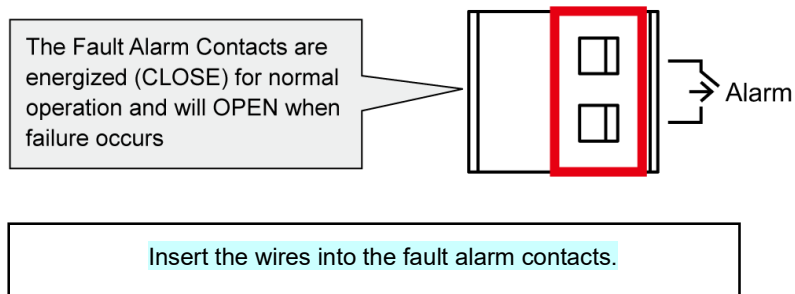 The Fault Alarm Contacts are
energized (CLOSE) for normal
operation and will OPEN when
failure occurs
Alarm
Insert the wires into the fault alarm contacts.